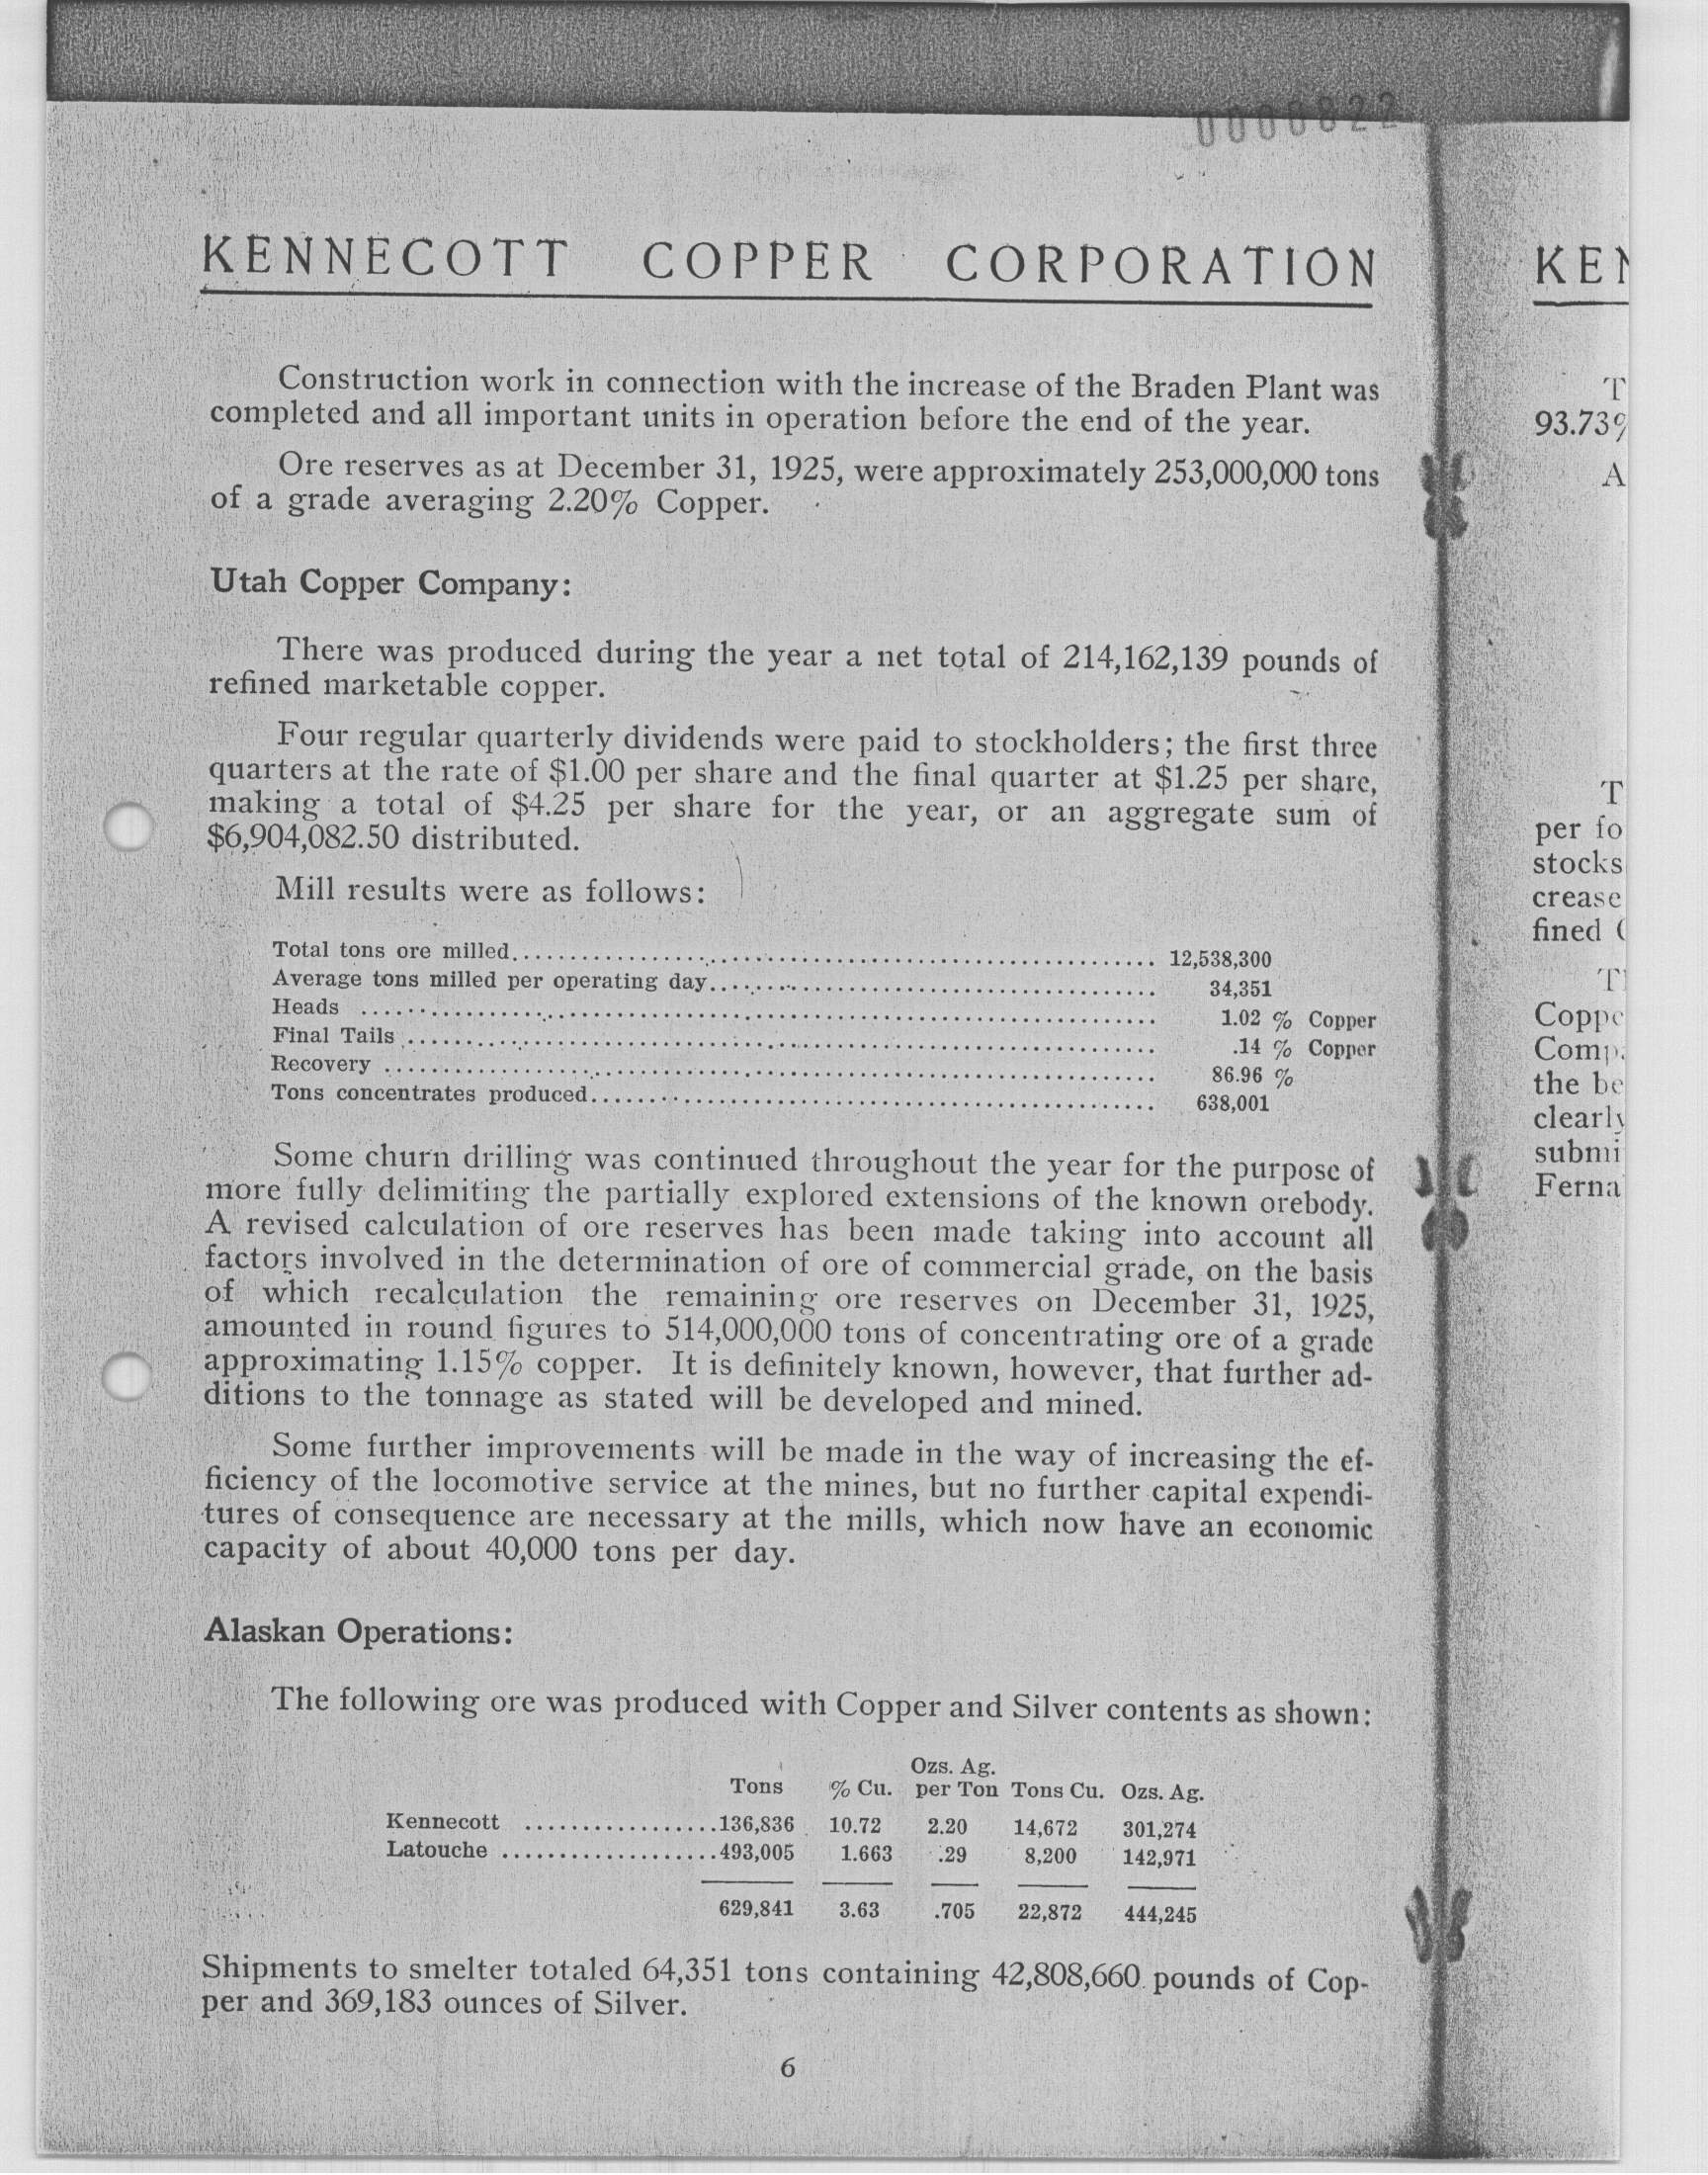 0000822
KENNECOTT COPPER CORPORATION
Construction work in connection with the increase of the Braden Plant was
completed and all important units in operation before the end of the year.
Ore reserves as at December 31, 1925, were approximately 253,000,000 tons
of a grade averaging 2.20% Copper.
Utah Copper Company:
There was produced during the year a net total of 214,162,139 pounds of
refined marketable copper.
Four regular quarterly dividends were paid to stockholders; the first three
quarters at the rate of $1.00 per share and the final quarter at $1.25 per share,
making a total of $4.25 per share for the year, or an aggregate sum of
$6,904,082.50 distributed.
Mill results were as follows:
Total tons ore milled 12,538,300
Average tons milled per operating day 34,351
Heads 1.02 % Copper
Final Tails .14 % Copper
Recovery 86.96 %
Tons concentrates produced 638,001
Some churn drilling was continued throughout the year for the purpose of
more fully delimiting the partially explored extensions of the known orebody.
A revised calculation of ore reserves has been made taking into account all
factors involved in the determination of ore of commercial grade, on the basis
of which recalculation the remaining ore reserves on December 31, 1925,
amounted in round figures to 514,000,000 tons of concentrating ore of a grade
approximating 1.15% copper. It is definitely known, however, that further ad-
ditions to the tonnage as stated will be developed and mined.
Some further improvements will be made in the way of increasing the ef-
ficiency of the locomotive service at the mines, but no further capital expendi-
tures of consequence are necessary at the mills, which now have an economic
capacity of about 40,000 tons per day.
Alaskan Operations:
The following ore was produced with Copper and Silver contents as shown:
Ozs. Ag.
Tons % Cu. per Ton Tons Cu. Ozs. Ag.
Kennecott 136,836 10.72 2.20 14,672 301,274
Latouche 493,005 1.663 .29 8,200 142,971
629,841 3.63 .705 22,872 444,245
Shipments to smelter totaled 64,351 tons containing 42,808,660 pounds of Cop-
per and 369,183 ounces of Silver.
6
KEN
T
93.73%
A
T
per fo
stocks
crease
fined
T
Coppe
Comp
the be
clearly
submi
Ferna